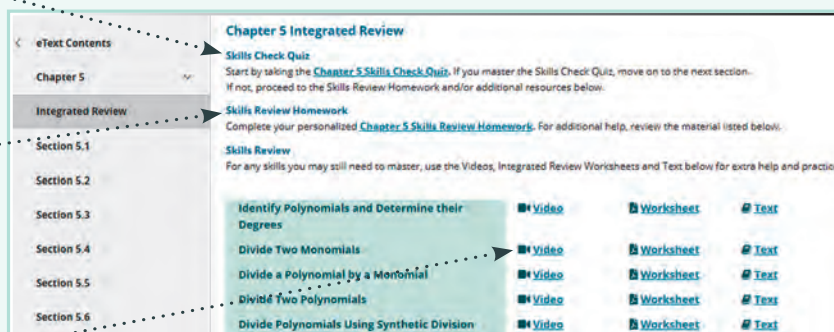 eText Contents
Chapter 5
Integrated Review
Section 5.1
Section 5.2
Section 5.3
Section 5.4
Section 5.5
Section 5.6
Chapter 5 Integrated Review
Skills Check Quiz
Start by taking the Chapter 5 Skills Check Quiz. If you master the Skills Check Quiz, move on to the next section.
If not, proceed to the Skills Review Homework and/or additional resources below.
Skills Review Homework
Complete your personalized Chapter 5 Skills Review Homework. For additional help, review the material listed below.
Skills Review
For any skills you may still need to master, use the Videos, Integrated Review Worksheets and Text below for extra help and practic
Identify Polynomials and Determine their Video Worksheet Text
Degrees
Divide Two Monomials Video Worksheet Text
Divide a Polynomial by a Monomial Video Worksheet Text
Divide Two Polynomials Video Worksheet Text
Divide Polynomials Using Synthetic Division Video Worksheet Text